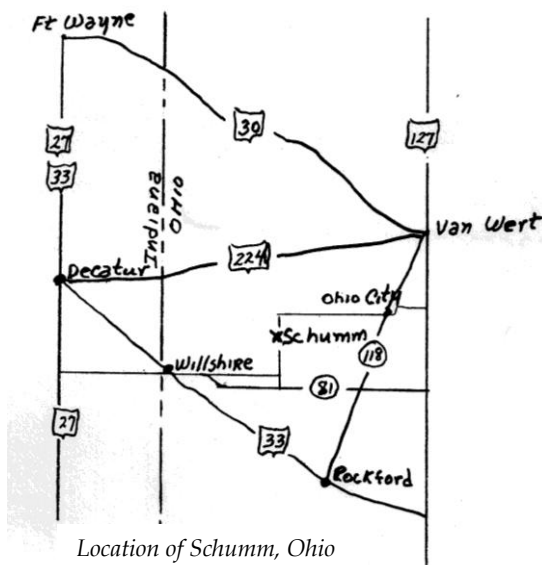 Ft Wayne
30
27
127
33
OHIO
Indiana
Van Wert
224
Decatur
Ohio City
xSchumm
118
Willshire
81
27
33
Rockford
Location of Schumm, Ohio